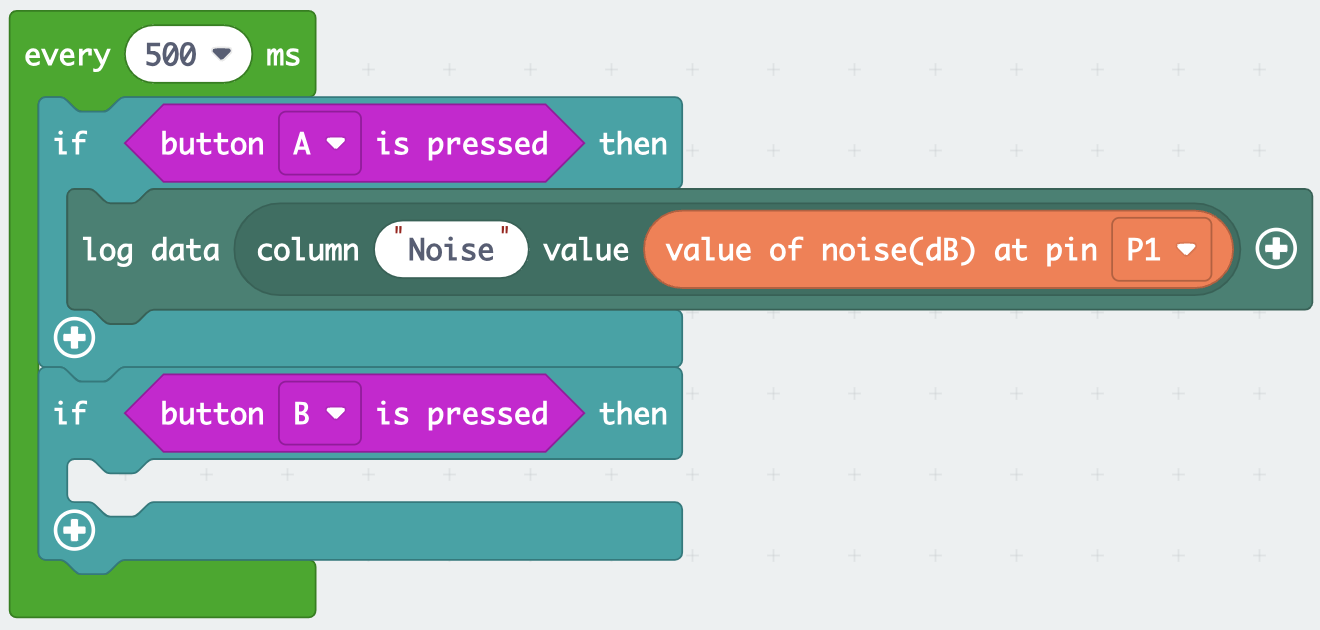 every 500 ms
if button A is pressed then
log data column "Noise" value value of noise(dB) at pin P1
if button B is pressed then